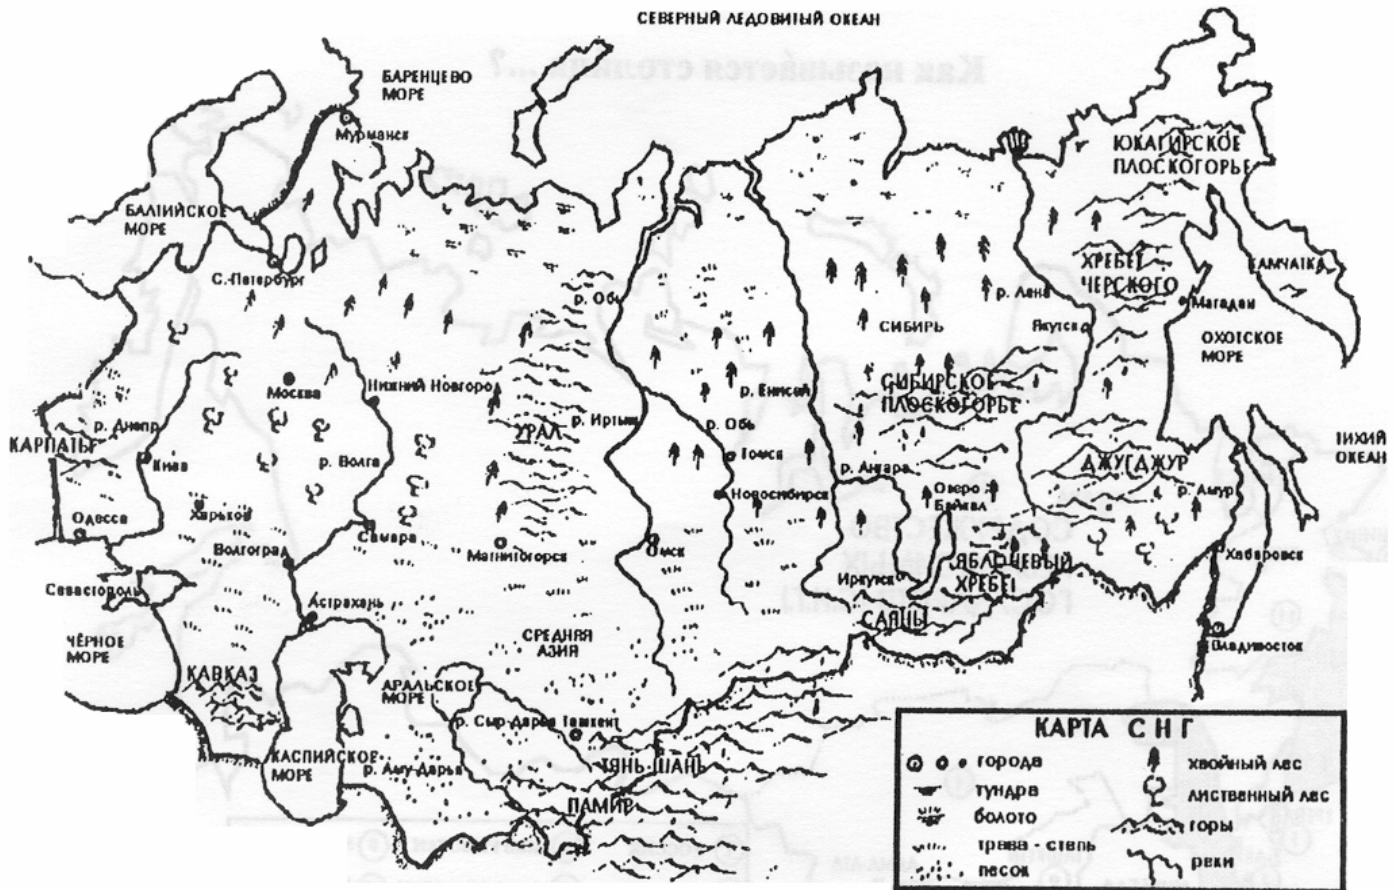 СЕВЕРНЫЙ ЛЕДОВИТЫЙ ОКЕАН
Как называется столица ...?
БАРЕНЦЕВО
МОРЕ
Мурманск
ЮКАГИРСКОЕ
ПЛОСКОГОРЬЕ
БАЛТИЙСКОЕ
МОРЕ
С.-Петербург
ХРЕБЕТ
ЧЕРСКОГО
КАМЧАТКА
Магадан
р. Обь
р. Лена
Якутск
СИБИРЬ
ОХОТСКОЕ
МОРЕ
Москва
Нижний Новгород
р. Енисей
СИБИРСКОЕ
ПЛОСКОГОРЬЕ
р. Днепр
КАРПАТЫ
Киев
р. Волга
УРАЛ
р. Иртыш
р. Обь
Томск
р. Ангара
ДЖУГДЖУР
ТИХИЙ
ОКЕАН
р. Амур
Новосибирск
Озеро
Байкал
Одесса
Харьков
Волгоград
Самара
Магнитогорск
Омск
Хабаровск
ЯБЛОНЕВЫЙ
ХРЕБЕТ
Иркутск
САЯНЫ
Севастополь
Астрахань
ЧЁРНОЕ
МОРЕ
СРЕДНЯЯ
АЗИЯ
Владивосток
КАВКАЗ
АРАЛЬСКОЕ
МОРЕ
р. Сыр-Дарья
Ташкент
КАСПИЙСКОЕ
МОРЕ
р. Аму-Дарья
ТЯНЬ-ШАНЬ
ПАМИР
КАРТА С Н Г
города
тундра
болото
трава - степь
песок
хвойный лес
лиственный лес
горы
реки